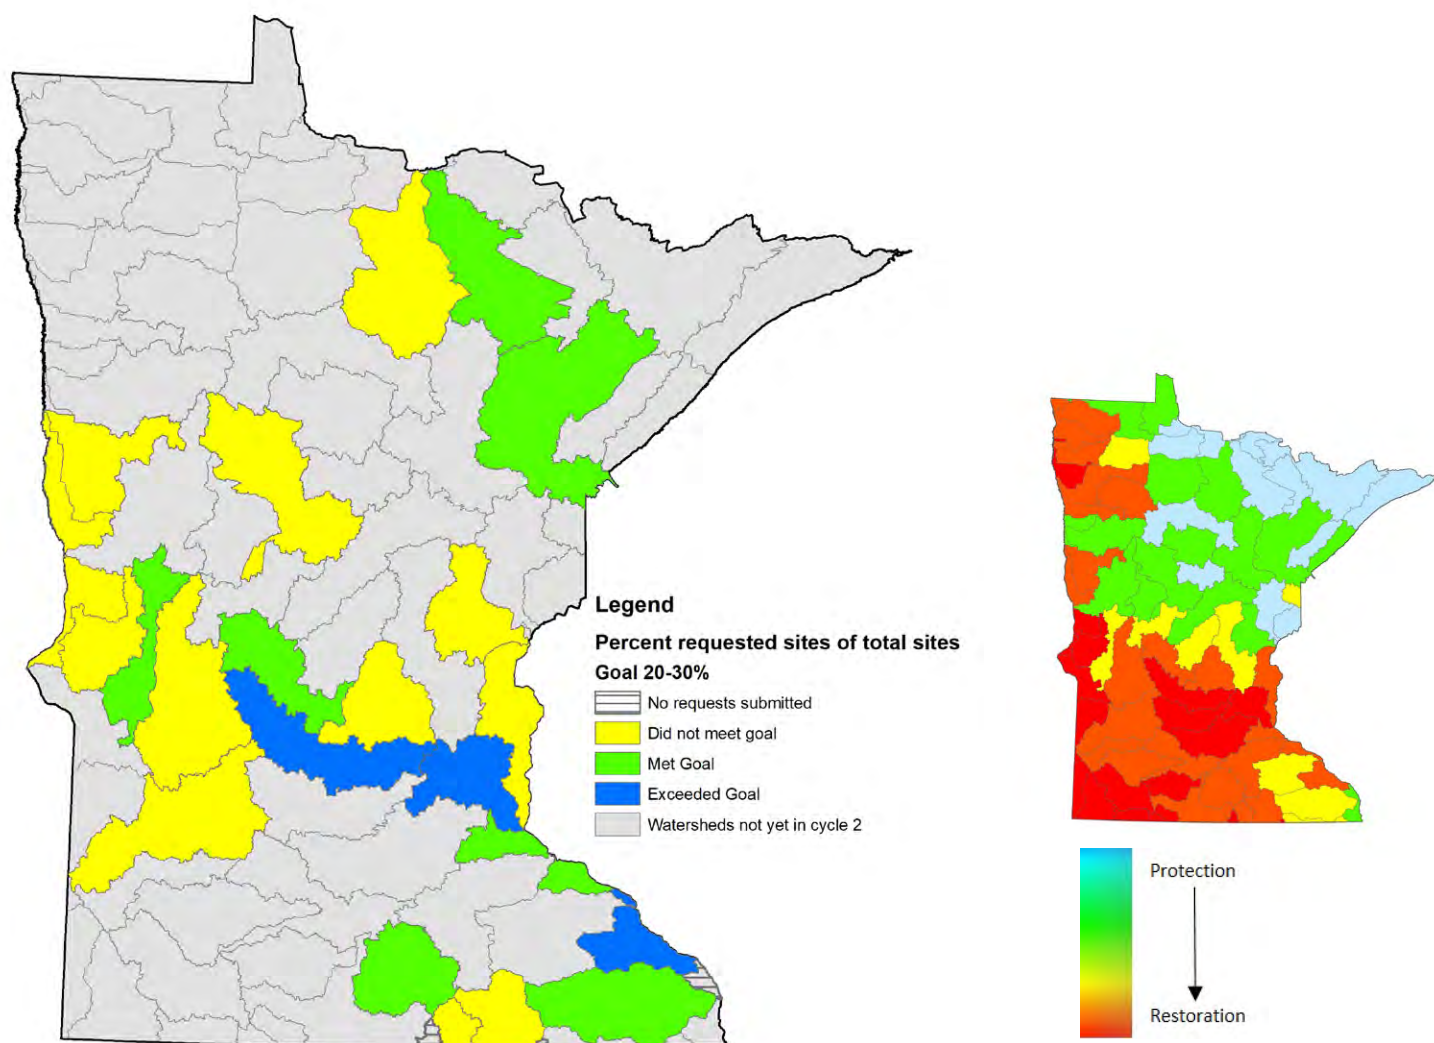 Legend
Percent requested sites of total sites
Goal 20-30%
No requests submitted
Did not meet goal
Met Goal
Exceeded Goal
Watersheds not yet in cycle 2
Protection
Restoration